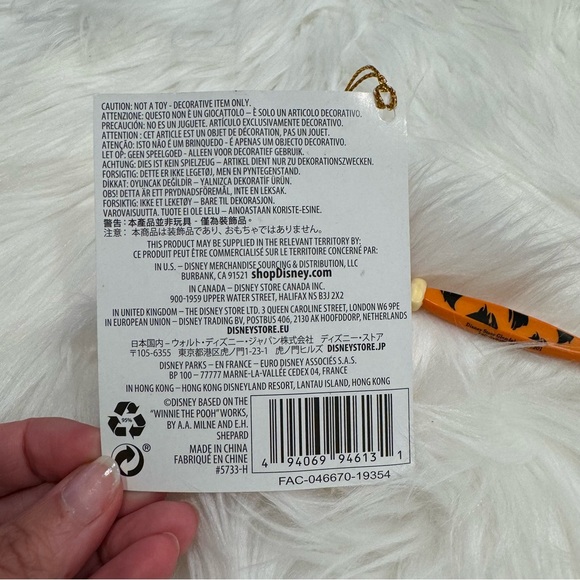 CAUTION: NOT A TOY - DECORATIVE ITEM ONLY.
ATTENZIONE: QUESTO NON È UN GIOCATTOLO – È SOLO UN ARTICOLO DECORATIVO.
PRECAUCIÓN: NO ES UN JUGUETE. ARTÍCULO EXCLUSIVAMENTE DECORATIVO.
ATTENTION : CET ARTICLE EST UN OBJET DE DÉCORATION, PAS UN JOUET.
ATENÇÃO: ISTO NÃO É UM BRINQUEDO - É APENAS UM OBJECTO DECORATIVO.
LET OP: GEEN SPEELGOED - ALLEEN VOOR DECORATIEF GEBRUIK.
ACHTUNG: DIES IST KEIN SPIELZEUG – ARTIKEL DIENT NUR ZU DEKORATIONSZWECKEN.
FORSIGTIG: DETTE ER IKKE LEGETØJ, MEN EN PYNTEGENSTAND.
DİKKAT: OYUNCAK DEĞİLDİR - YALNIZCA DEKORATİF ÜRÜN.
OBS! DETTA ÄR ETT PRYDNADSFÖREMÅL, INTE EN LEKSAK.
FORSIKTIG: IKKE ET LEKETØY - BARE TIL DEKORASJON.
VAROVAISUUTTA. TUOTE EI OLE LELU - AINOASTAAN KORISTE-ESINE.
警告: 本產品並非玩具 - 僅為裝飾品。
注意: 本商品は装飾であり、おもちゃではありません。
THIS PRODUCT MAY BE SUPPLIED IN THE RELEVANT TERRITORY BY:
CE PRODUIT PEUT ÊTRE COMMERCIALISÉ SUR LE TERRITOIRE CONCERNÉ PAR:
IN U.S. – DISNEY MERCHANDISE SOURCING & DISTRIBUTION, LLC
BURBANK, CA 91521 shopDisney.com
IN CANADA – DISNEY STORE CANADA INC.
900-1959 UPPER WATER STREET, HALIFAX NS B3J 2X2
IN UNITED KINGDOM – THE DISNEY STORE LTD. 3 QUEEN CAROLINE STREET, LONDON W6 9PE
IN EUROPEAN UNION – DISNEY TRADING BV, POSTBUS 406, 2130 AK HOOFDDORP, NETHERLANDS
DISNEYSTORE.EU
日本国内 – ウォルト・ディズニー・ジャパン株式会社 ディズニー・ストア
〒105-6355 東京都港区虎ノ門1-23-1 虎ノ門ヒルズ DISNEYSTORE.JP
DISNEY PARKS – EN FRANCE – EURO DISNEY ASSOCIÉS S.A.S.
BP 100 – 77777 MARNE-LA-VALLÉE CEDEX 04, FRANCE
IN HONG KONG – HONG KONG DISNEYLAND RESORT, LANTAU ISLAND, HONG KONG
©DISNEY BASED ON THE
"WINNIE THE POOH" WORKS,
BY A.A. MILNE AND E.H.
SHEPARD
MADE IN CHINA
FABRIQUÉ EN CHINE
#5733-H
95%
®
4 94069 94613 1
FAC-046670-19354